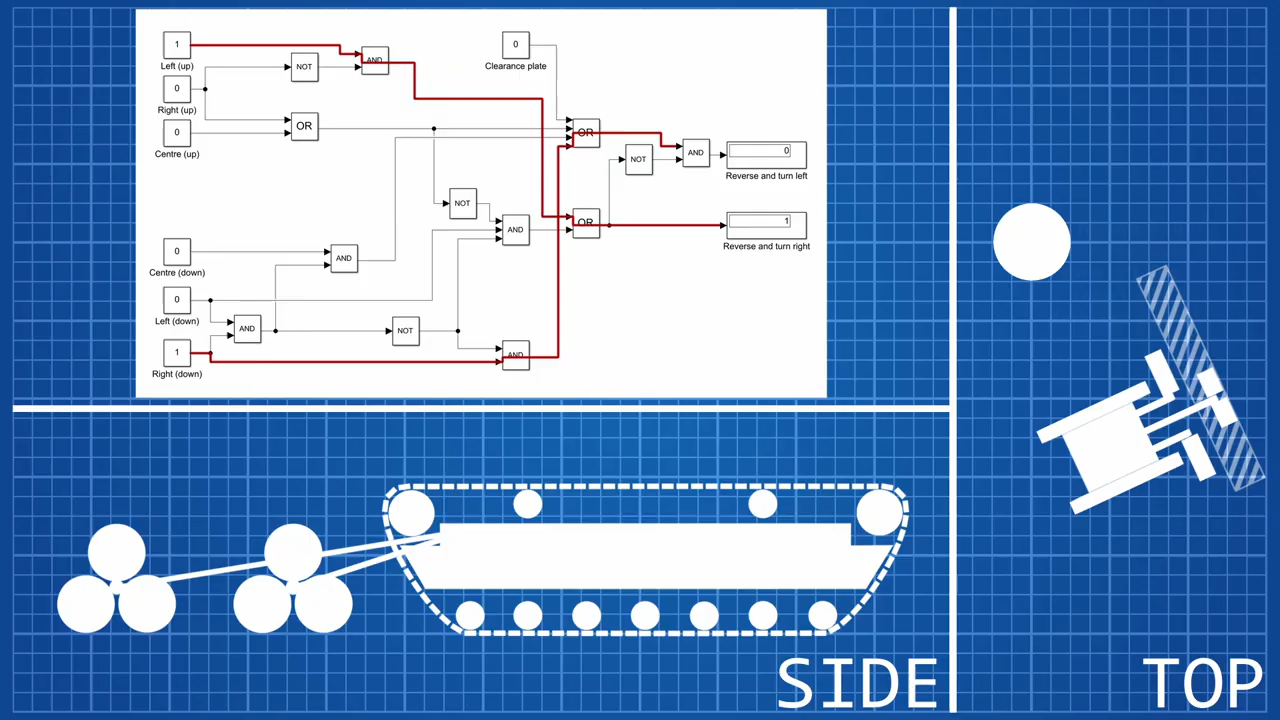 1
Left (up)
NOT
AND
0
Clearance plate
0
Right (up)
OR
0
Centre (up)
OR
NOT
AND
0
Reverse and turn left
NOT
AND
OR
1
Reverse and turn right
0
Centre (down)
AND
0
Left (down)
AND
NOT
1
Right (down)
AND
SIDE
TOP